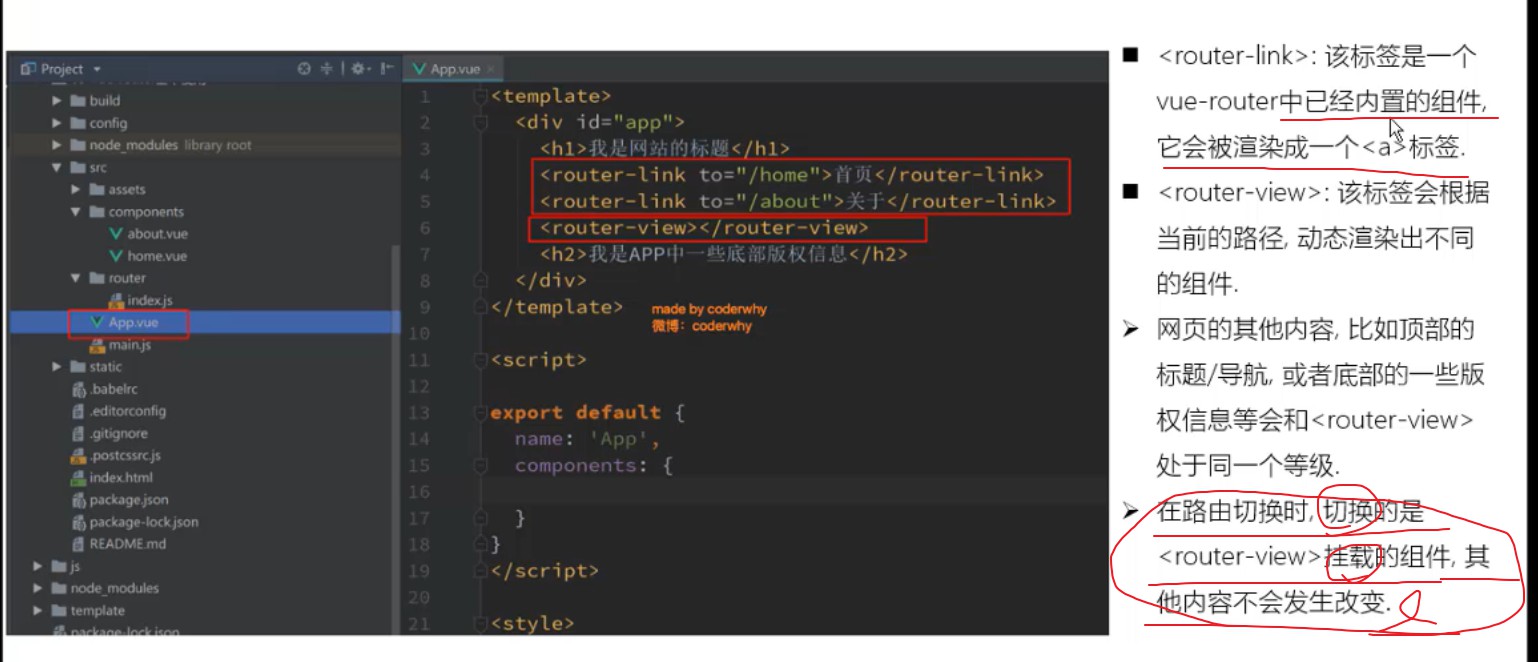 Project
build
config
node_modules library root
src
assets
components
about.vue
home.vue
router
index.js
App.vue
main.js
static
.babelrc
.editorconfig
.gitignore
.postcssrc.js
index.html
package.json
package-lock.json
README.md
js
node_modules
template
package-lock.json
App.vue
1 <template>
2 <div id="app">
3 <h1>我是网站的标题</h1>
4 <router-link to="/home">首页</router-link>
5 <router-link to="/about">关于</router-link>
6 <router-view></router-view>
7 <h2>我是APP中一些底部版权信息</h2>
8 </div>
9 </template>
made by coderwhy
微博：coderwhy
10
11 <script>
12
13 export default {
14 name: 'App',
15 components: {
16
17 }
18 }
19 </script>
20
21 <style>
■ <router-link>: 该标签是一个
vue-router中已经内置的组件,
它会被渲染成一个<a>标签.
■ <router-view>: 该标签会根据
当前的路径, 动态渲染出不同
的组件.
➢ 网页的其他内容, 比如顶部的
标题/导航, 或者底部的一些版
权信息等会和<router-view>
处于同一个等级.
➢ 在路由切换时, 切换的是
<router-view>挂载的组件, 其
他内容不会发生改变.